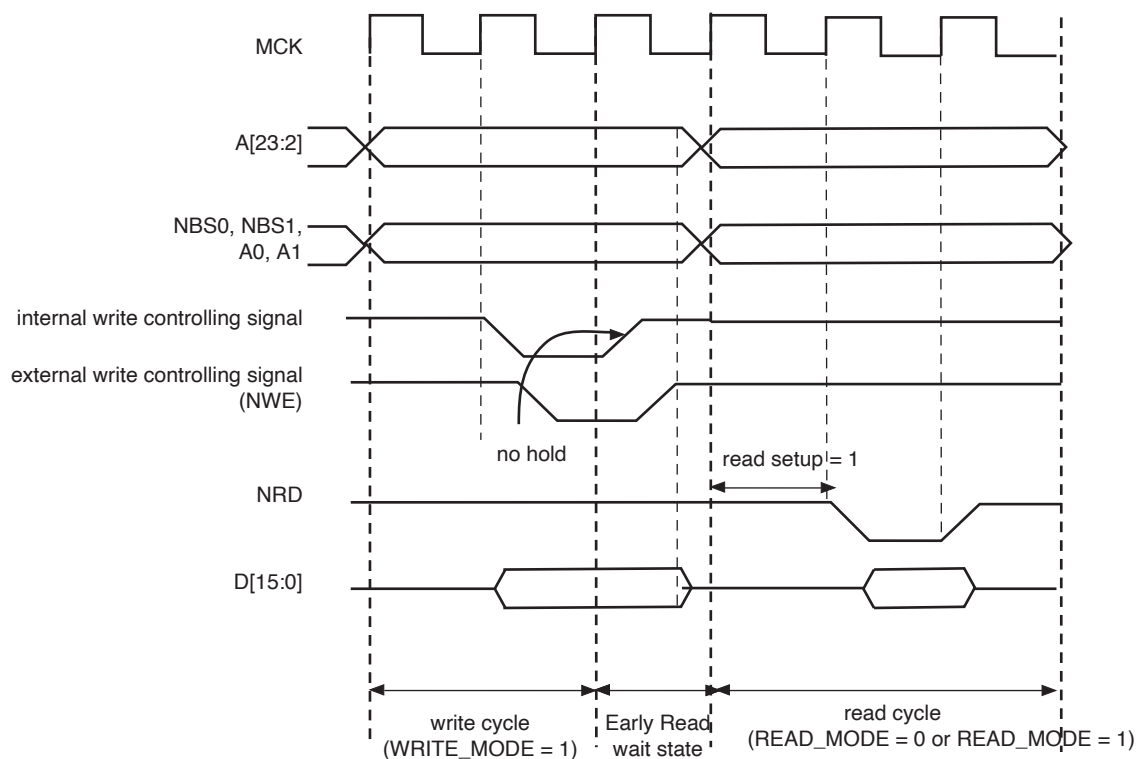 MCK
A[23:2]
NBS0, NBS1,
A0, A1
internal write controlling signal
external write controlling signal
(NWE)
no hold
read setup = 1
NRD
D[15:0]
write cycle
(WRITE_MODE = 1)
Early Read
wait state
read cycle
(READ_MODE = 0 or READ_MODE = 1)